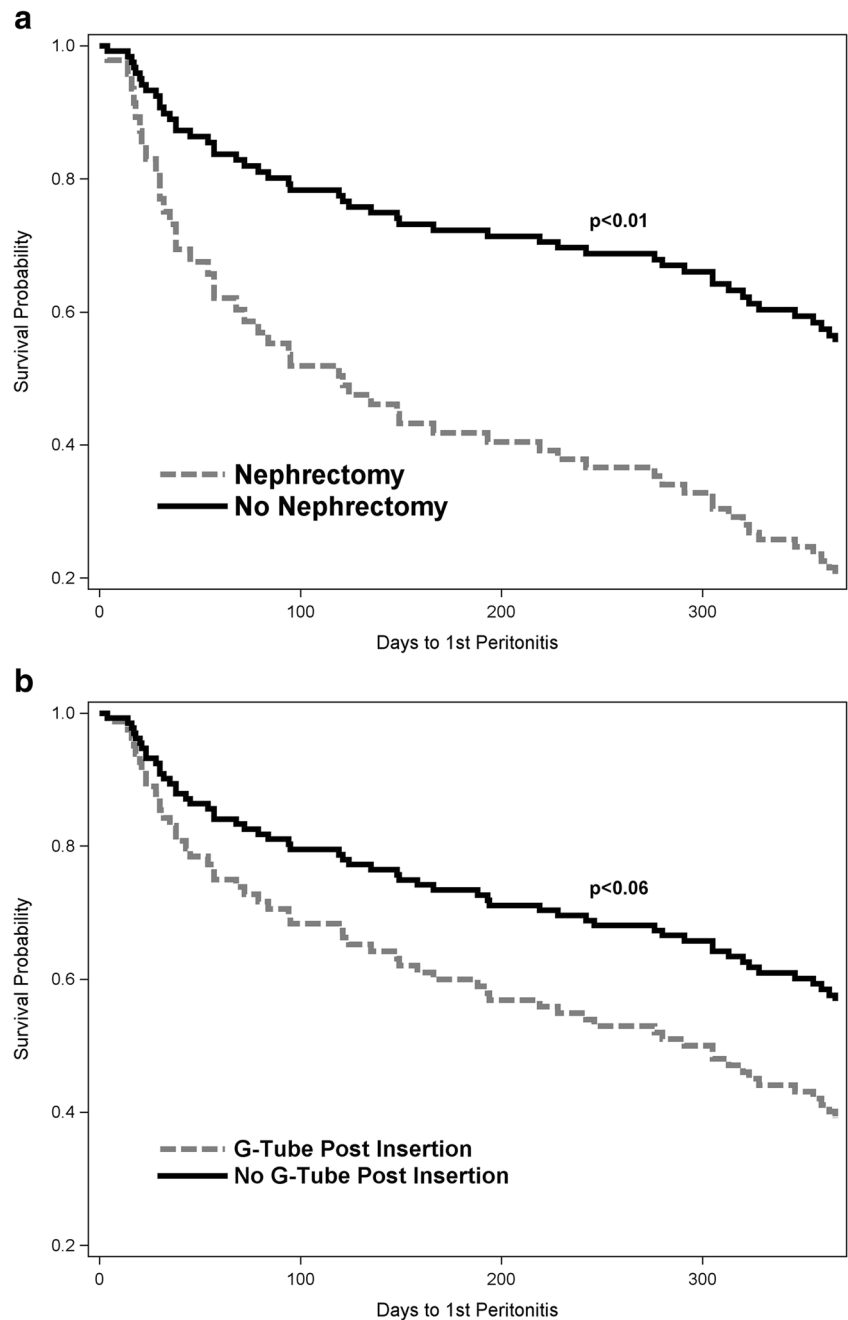 a
1.0
0.8
0.6
0.4
0.2
Survival Probability
p<0.01
Nephrectomy
No Nephrectomy
0 100 200 300
Days to 1st Peritonitis
b
1.0
0.8
0.6
0.4
0.2
Survival Probability
p<0.06
G-Tube Post Insertion
No G-Tube Post Insertion
0 100 200 300
Days to 1st Peritonitis